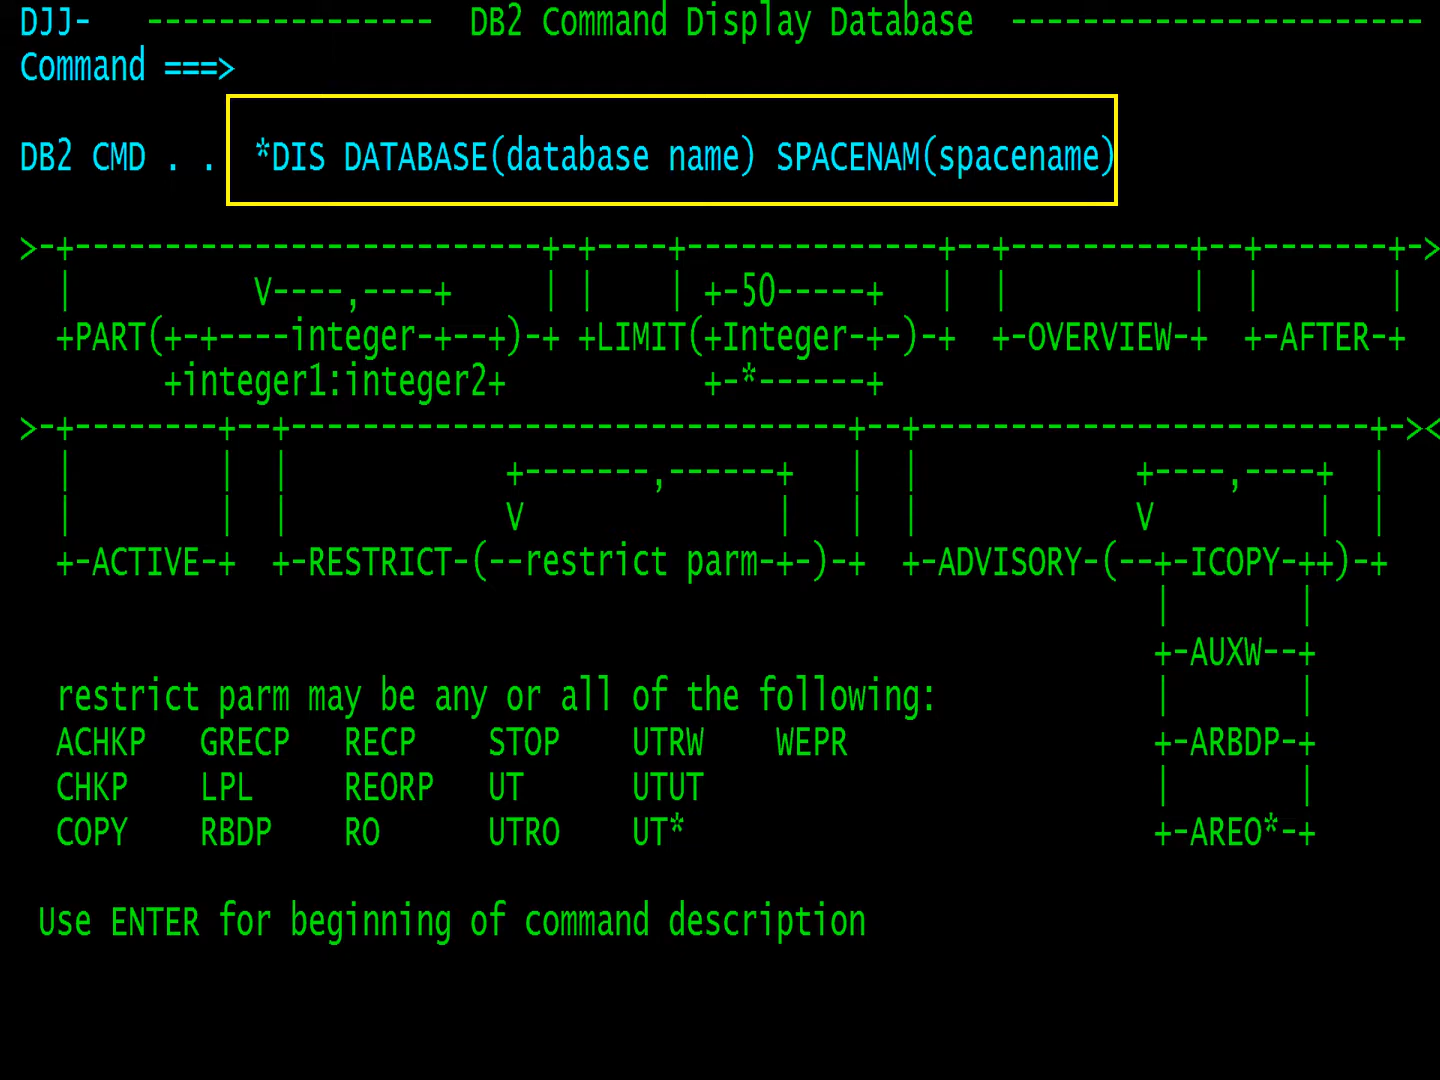 DJJ-   ----------------  DB2 Command Display Database  -----------------------
Command ===>
DB2 CMD . .  *DIS DATABASE(database name) SPACENAM(spacename)
>-+--------------------------+-+----+--------------+--+----------+--+-------+->
  |          V----,----+     | |    | +-50-----+   |  |          |  |       |
  +PART(+-+----integer-+--+)-+ +LIMIT(+Integer-+-)-+  +-OVERVIEW-+  +-AFTER-+
        +integer1:integer2+           +-*------+
>-+--------+--+-------------------------------+--+-------------------------+-><
  |        |  |            +-------,------+   |  |            +----,----+  |
  |        |  |            V              |   |  |            V         |  |
  +-ACTIVE-+  +-RESTRICT-(--restrict parm-+-)-+  +-ADVISORY-(--+-ICOPY-++)-+
                                                               |       |
                                                               +-AUXW--+
  restrict parm may be any or all of the following:            |       |
  ACHKP   GRECP   RECP    STOP    UTRW    WEPR                 +-ARBDP-+
  CHKP    LPL     REORP   UT      UTUT                         |       |
  COPY    RBDP    RO      UTRO    UT*                          +-AREO*-+
 Use ENTER for beginning of command description